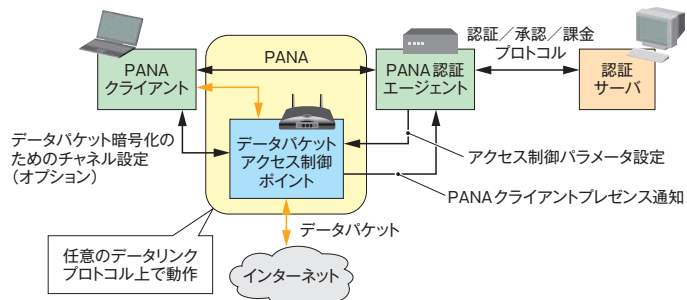 認証／承認／課金
プロトコル
PANA
クライアント
PANA
PANA 認証
エージェント
認証
サーバ
データパケット暗号化の
ためのチャネル設定
（オプション）
データパケット
アクセス制御
ポイント
アクセス制御パラメータ設定
PANAクライアントプレゼンス通知
データパケット
任意のデータリンク
プロトコル上で動作
インターネット